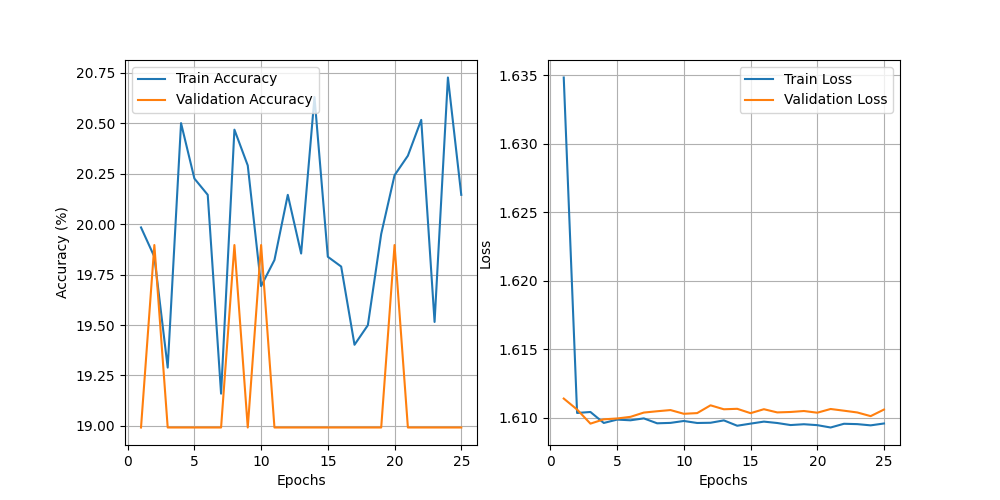 Train Accuracy
Validation Accuracy
20.75
20.50
20.25
20.00
19.75
19.50
19.25
19.00
Accuracy (%)
0 5 10 15 20 25
Epochs
Train Loss
Validation Loss
1.635
1.630
1.625
1.620
1.615
1.610
Loss
0 5 10 15 20 25
Epochs